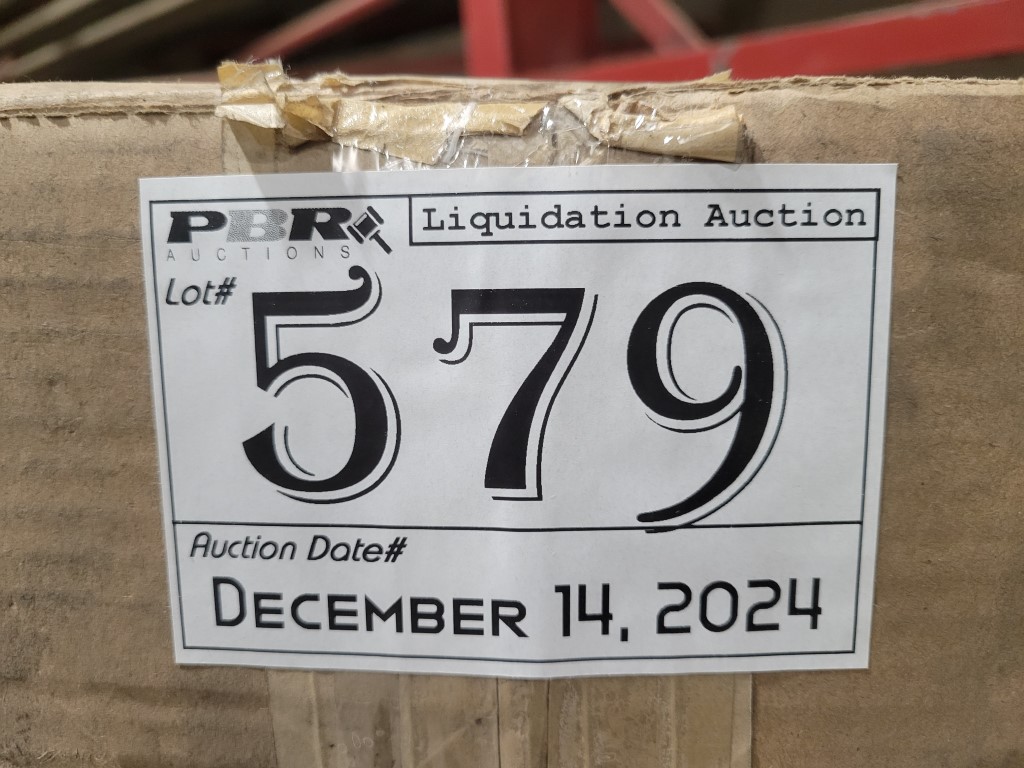 PBR
AUCTIONS
Liquidation Auction
Lot#
579
Auction Date#
December 14, 2024